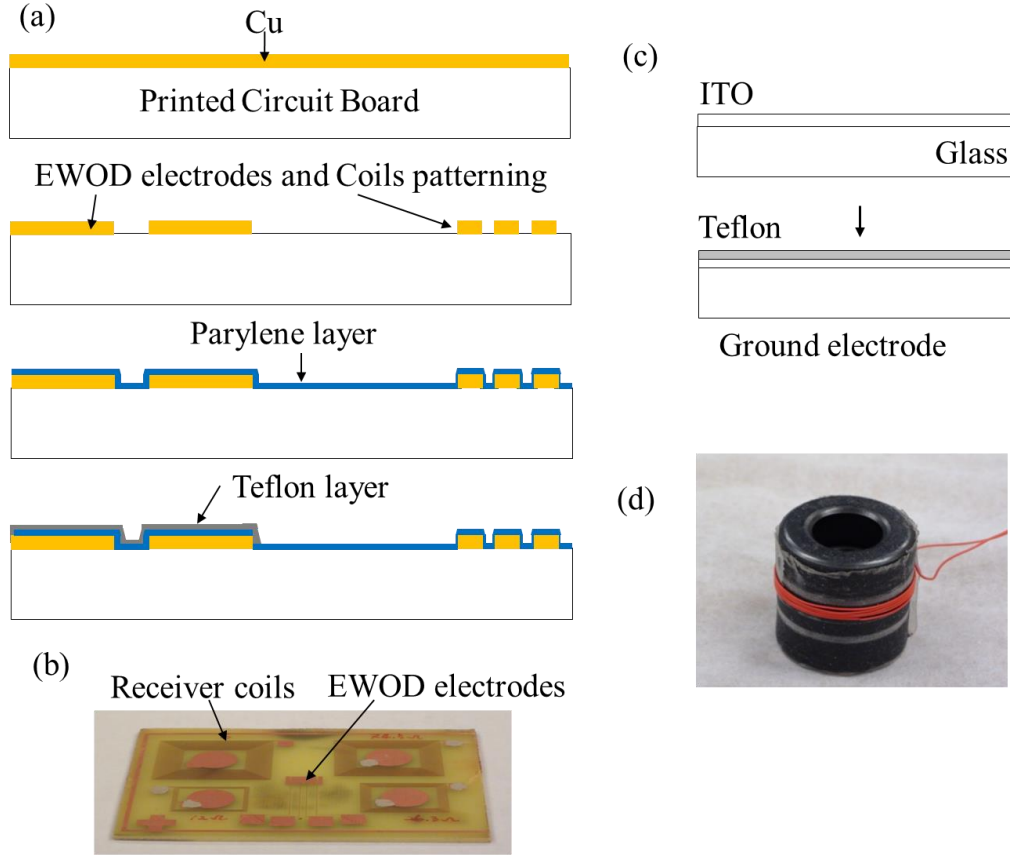 (a)
Cu
Printed Circuit Board
EWOD electrodes and Coils patterning
Parylene layer
Teflon layer
(b)
Receiver coils
EWOD electrodes
(c)
ITO
Glass
Teflon
Ground electrode
(d)